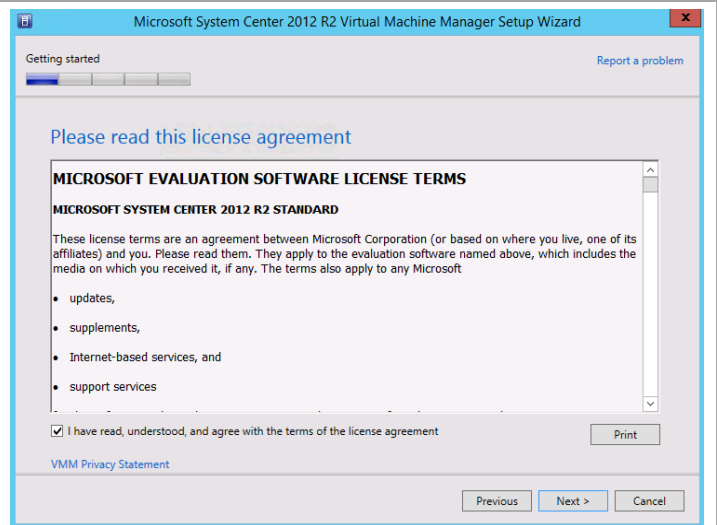 Microsoft System Center 2012 R2 Virtual Machine Manager Setup Wizard
x
Getting started
Report a problem
Please read this license agreement
MICROSOFT EVALUATION SOFTWARE LICENSE TERMS
MICROSOFT SYSTEM CENTER 2012 R2 STANDARD
These license terms are an agreement between Microsoft Corporation (or based on where you live, one of its
affiliates) and you. Please read them. They apply to the evaluation software named above, which includes the
media on which you received it, if any. The terms also apply to any Microsoft
• updates,
• supplements,
• Internet-based services, and
• support services
I have read, understood, and agree with the terms of the license agreement
Print
VMM Privacy Statement
Previous
Next >
Cancel